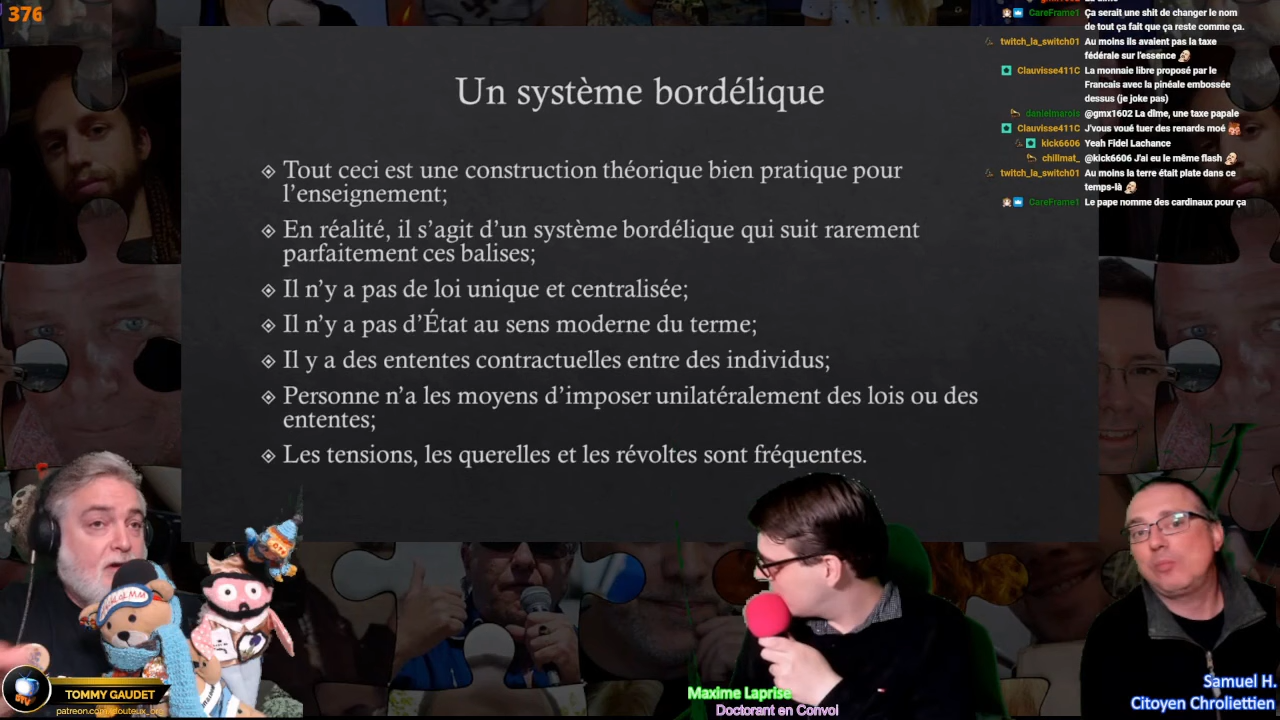 376
Un système bordélique
Tout ceci est une construction théorique bien pratique pour
l'enseignement;
En réalité, il s'agit d'un système bordélique qui suit rarement
parfaitement ces balises;
Il n'y a pas de loi unique et centralisée;
Il n'y a pas d'État au sens moderne du terme;
Il y a des ententes contractuelles entre des individus;
Personne n'a les moyens d'imposer unilatéralement des lois ou des
ententes;
Les tensions, les querelles et les révoltes sont fréquentes.
CareFrame1 Ça serait une shit de changer le nom
de tout ça fait que ça reste comme ça.
twitch_la_switch01 Au moins ils avaient pas la taxe
fédérale sur l'essence
Clauvisse411C La monnaie libre proposé par le
Francais avec la pinéale embossée
dessus (je joke pas)
danielmarois @gmx1602 La dîme, une taxe papale
Clauvisse411C J'vous voué tuer des renards moé
kick6606 Yeah Fidel Lachance
chillmat_ @kick6606 J'ai eu le même flash
twitch_la_switch01 Au moins la terre était plate dans ce
temps-là
CareFrame1 Le pape nomme des cardinaux pour ça
TOMMY GAUDET
Maxime Laprise
Doctorant en Convoi
Samuel H.
Citoyen Chroliettien